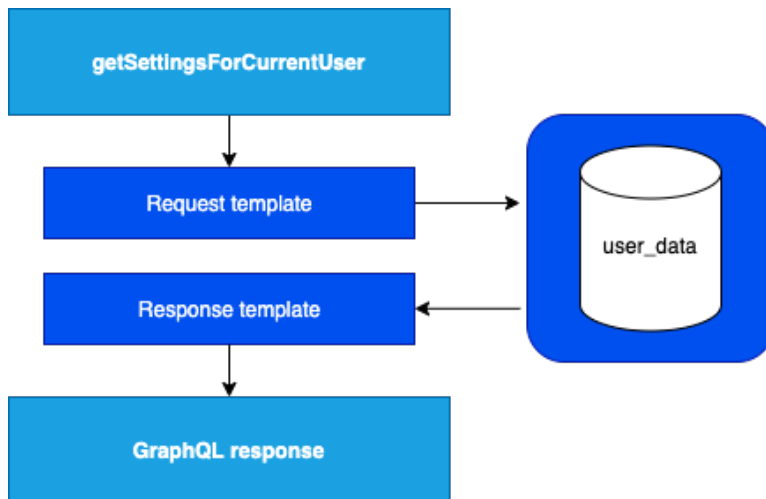 getSettingsForCurrentUser
Request template
user_data
Response template
GraphQL response